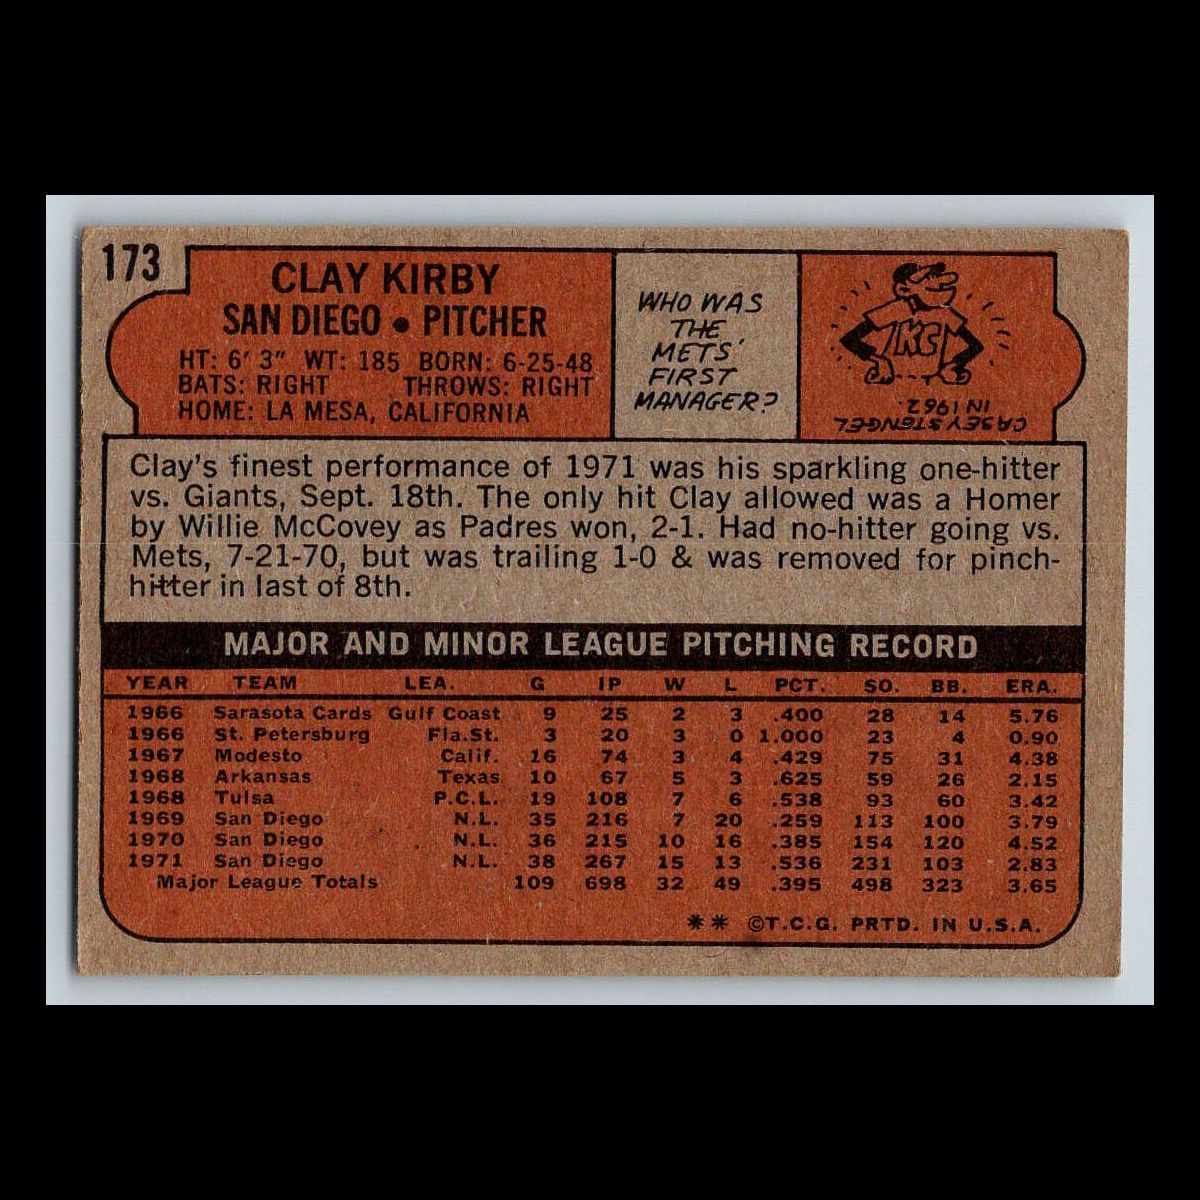 173
CLAY KIRBY
SAN DIEGO • PITCHER
HT: 6' 3" WT: 185 BORN: 6-25-48
BATS: RIGHT THROWS: RIGHT
HOME: LA MESA, CALIFORNIA
WHO WAS
THE
METS'
FIRST
MANAGER?
KC
CASEY STENGEL
IN 1962.
Clay's finest performance of 1971 was his sparkling one-hitter
vs. Giants, Sept. 18th. The only hit Clay allowed was a Homer
by Willie McCovey as Padres won, 2-1. Had no-hitter going vs.
Mets, 7-21-70, but was trailing 1-0 & was removed for pinch-
hitter in last of 8th.
MAJOR AND MINOR LEAGUE PITCHING RECORD
YEAR TEAM LEA. G IP W L PCT. SO. BB. ERA.
1966 Sarasota Cards Gulf Coast 9 25 2 3 .400 28 14 5.76
1966 St. Petersburg Fla.St. 3 20 3 0 1.000 23 4 0.90
1967 Modesto Calif. 16 74 3 4 .429 75 31 4.38
1968 Arkansas Texas 10 67 5 3 .625 59 26 2.15
1968 Tulsa P.C.L. 19 108 7 6 .538 93 60 3.42
1969 San Diego N.L. 35 216 7 20 .259 113 100 3.79
1970 San Diego N.L. 36 215 10 16 .385 154 120 4.52
1971 San Diego N.L. 38 267 15 13 .536 231 103 2.83
Major League Totals 109 698 32 49 .395 498 323 3.65
** ©T.C.G. PRTD. IN U.S.A.